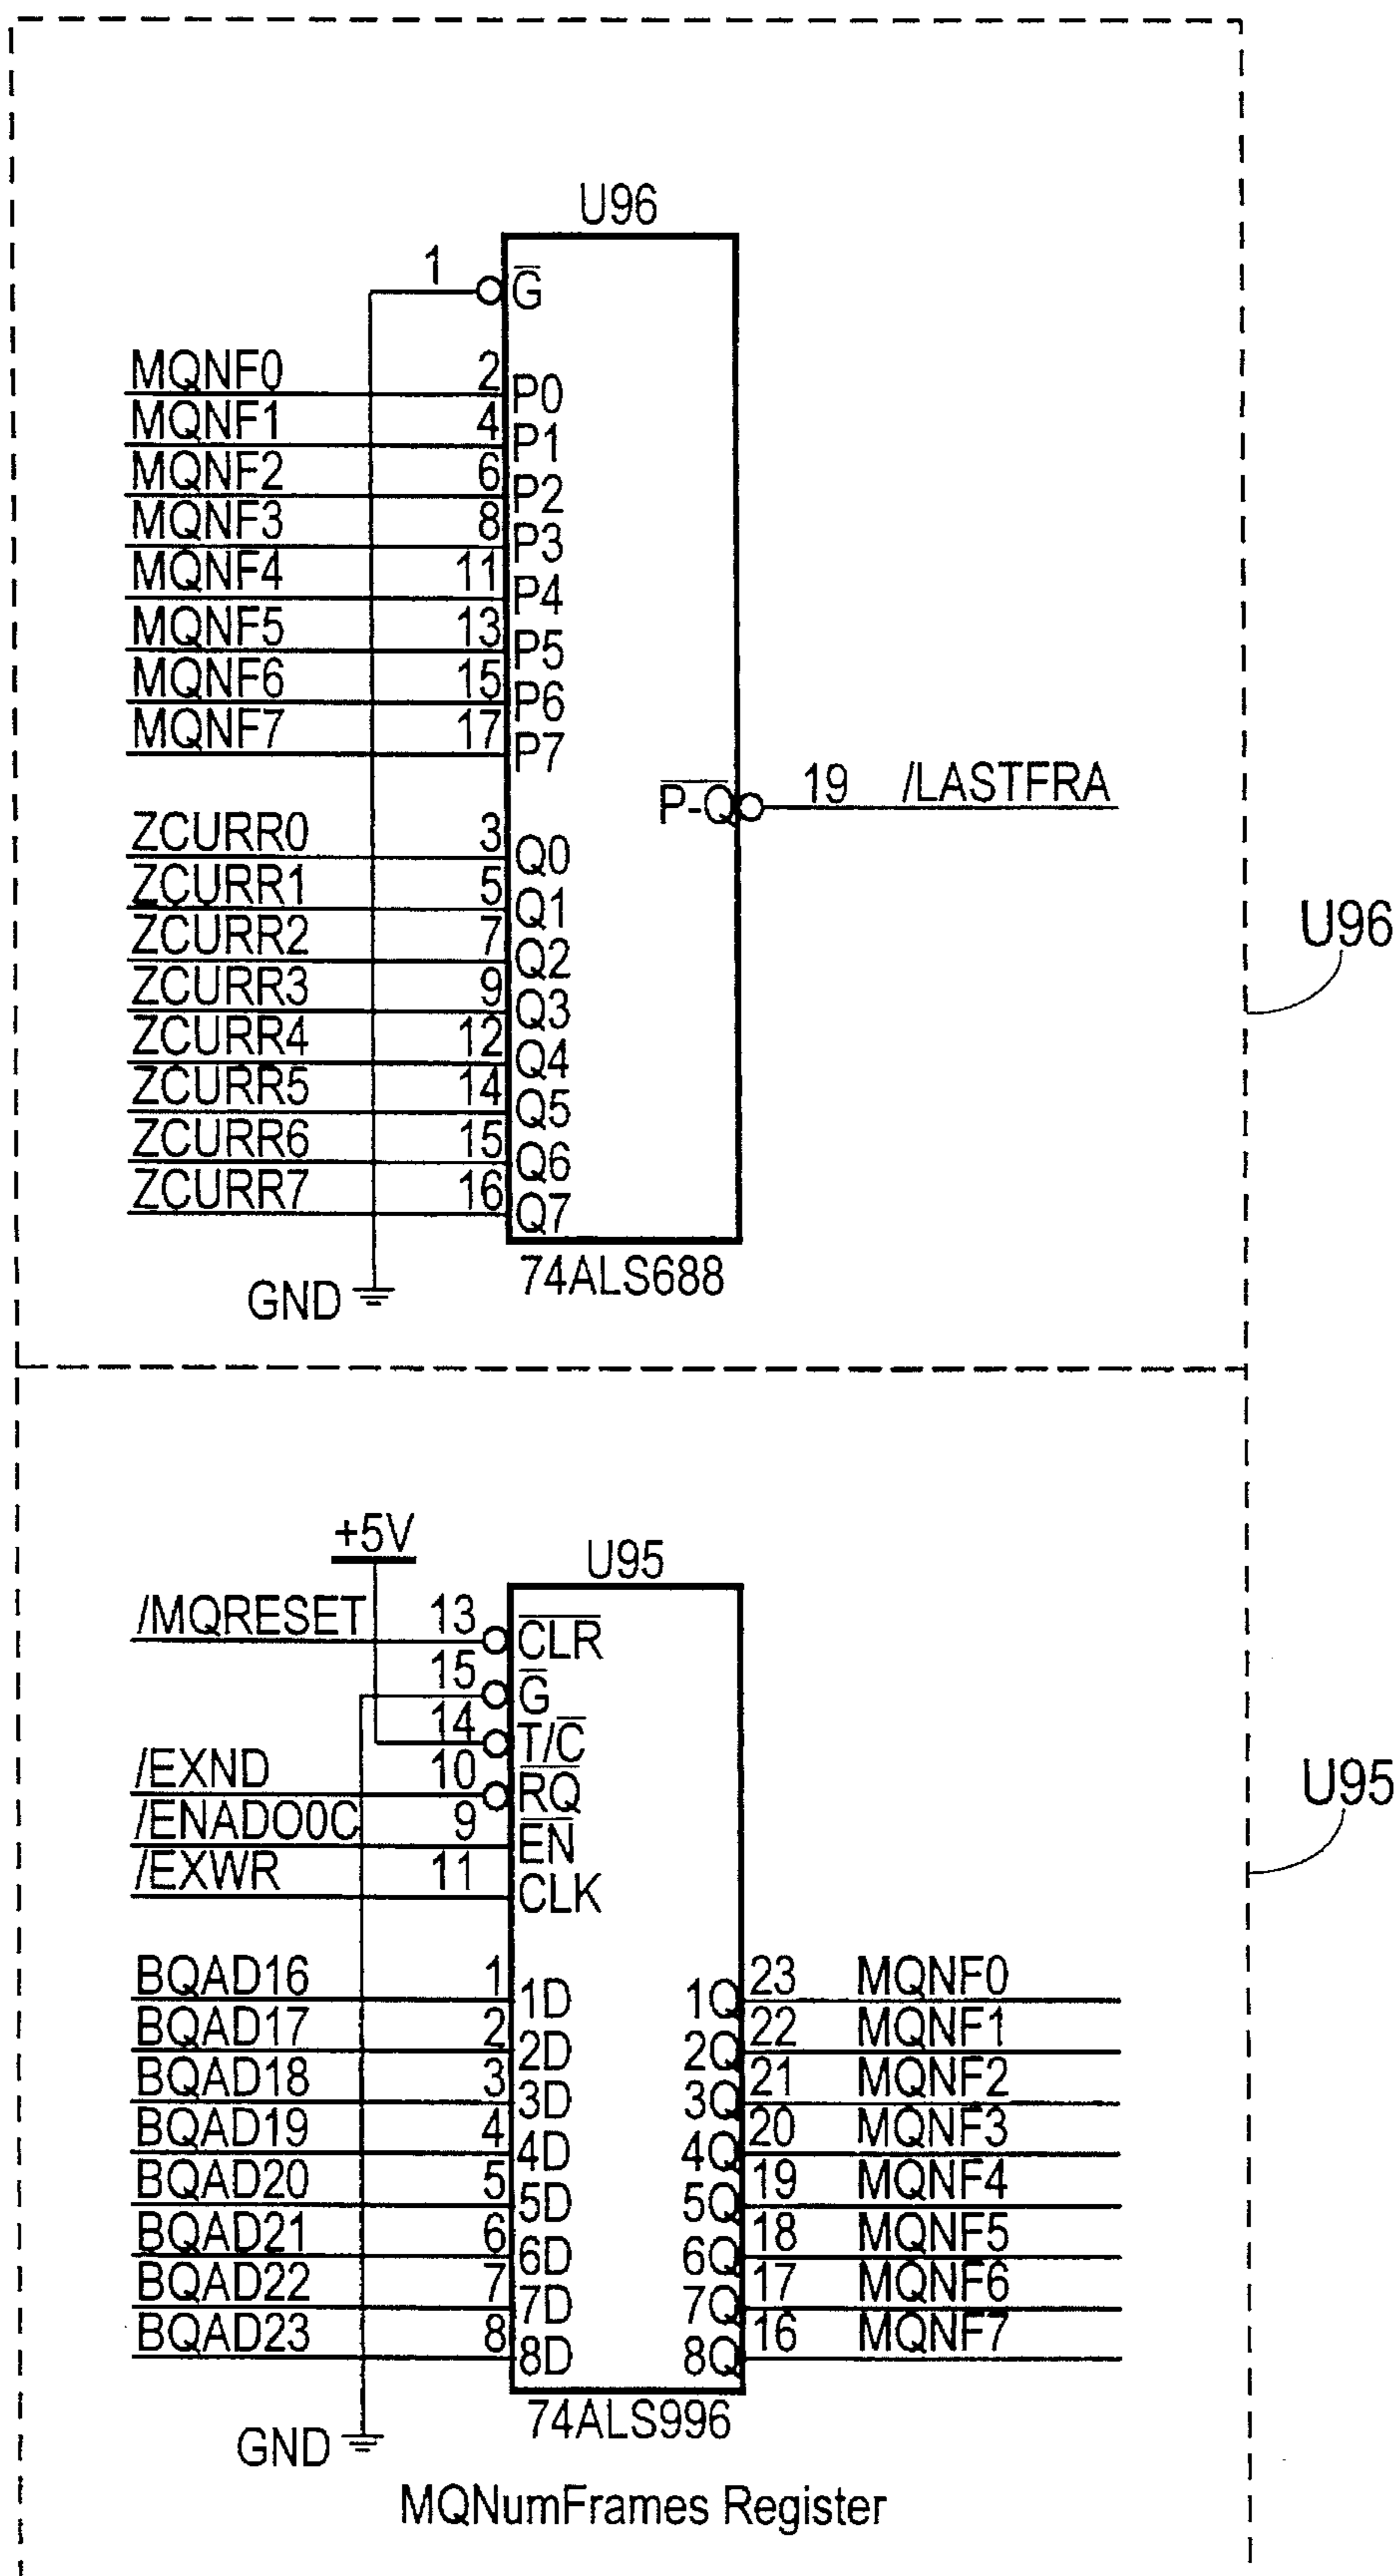 U96
1 G
MQNF0 2 P0
MQNF1 4 P1
MQNF2 6 P2
MQNF3 8 P3
MQNF4 11 P4
MQNF5 13 P5
MQNF6 15 P6
MQNF7 17 P7
P-Q 19 /LASTFRA
ZCURR0 3 Q0
ZCURR1 5 Q1
ZCURR2 7 Q2
ZCURR3 9 Q3
ZCURR4 12 Q4
ZCURR5 14 Q5
ZCURR6 15 Q6
ZCURR7 16 Q7
74ALS688
GND
U96
+5V
U95
/MQRESET 13 CLR
15 G
14 T/C
/EXND 10 RQ
/ENADO0C 9 EN
/EXWR 11 CLK
BQAD16 1 1D 1Q 23 MQNF0
BQAD17 2 2D 2Q 22 MQNF1
BQAD18 3 3D 3Q 21 MQNF2
BQAD19 4 4D 4Q 20 MQNF3
BQAD20 5 5D 5Q 19 MQNF4
BQAD21 6 6D 6Q 18 MQNF5
BQAD22 7 7D 7Q 17 MQNF6
BQAD23 8 8D 8Q 16 MQNF7
74ALS996
GND
MQNumFrames Register
U95